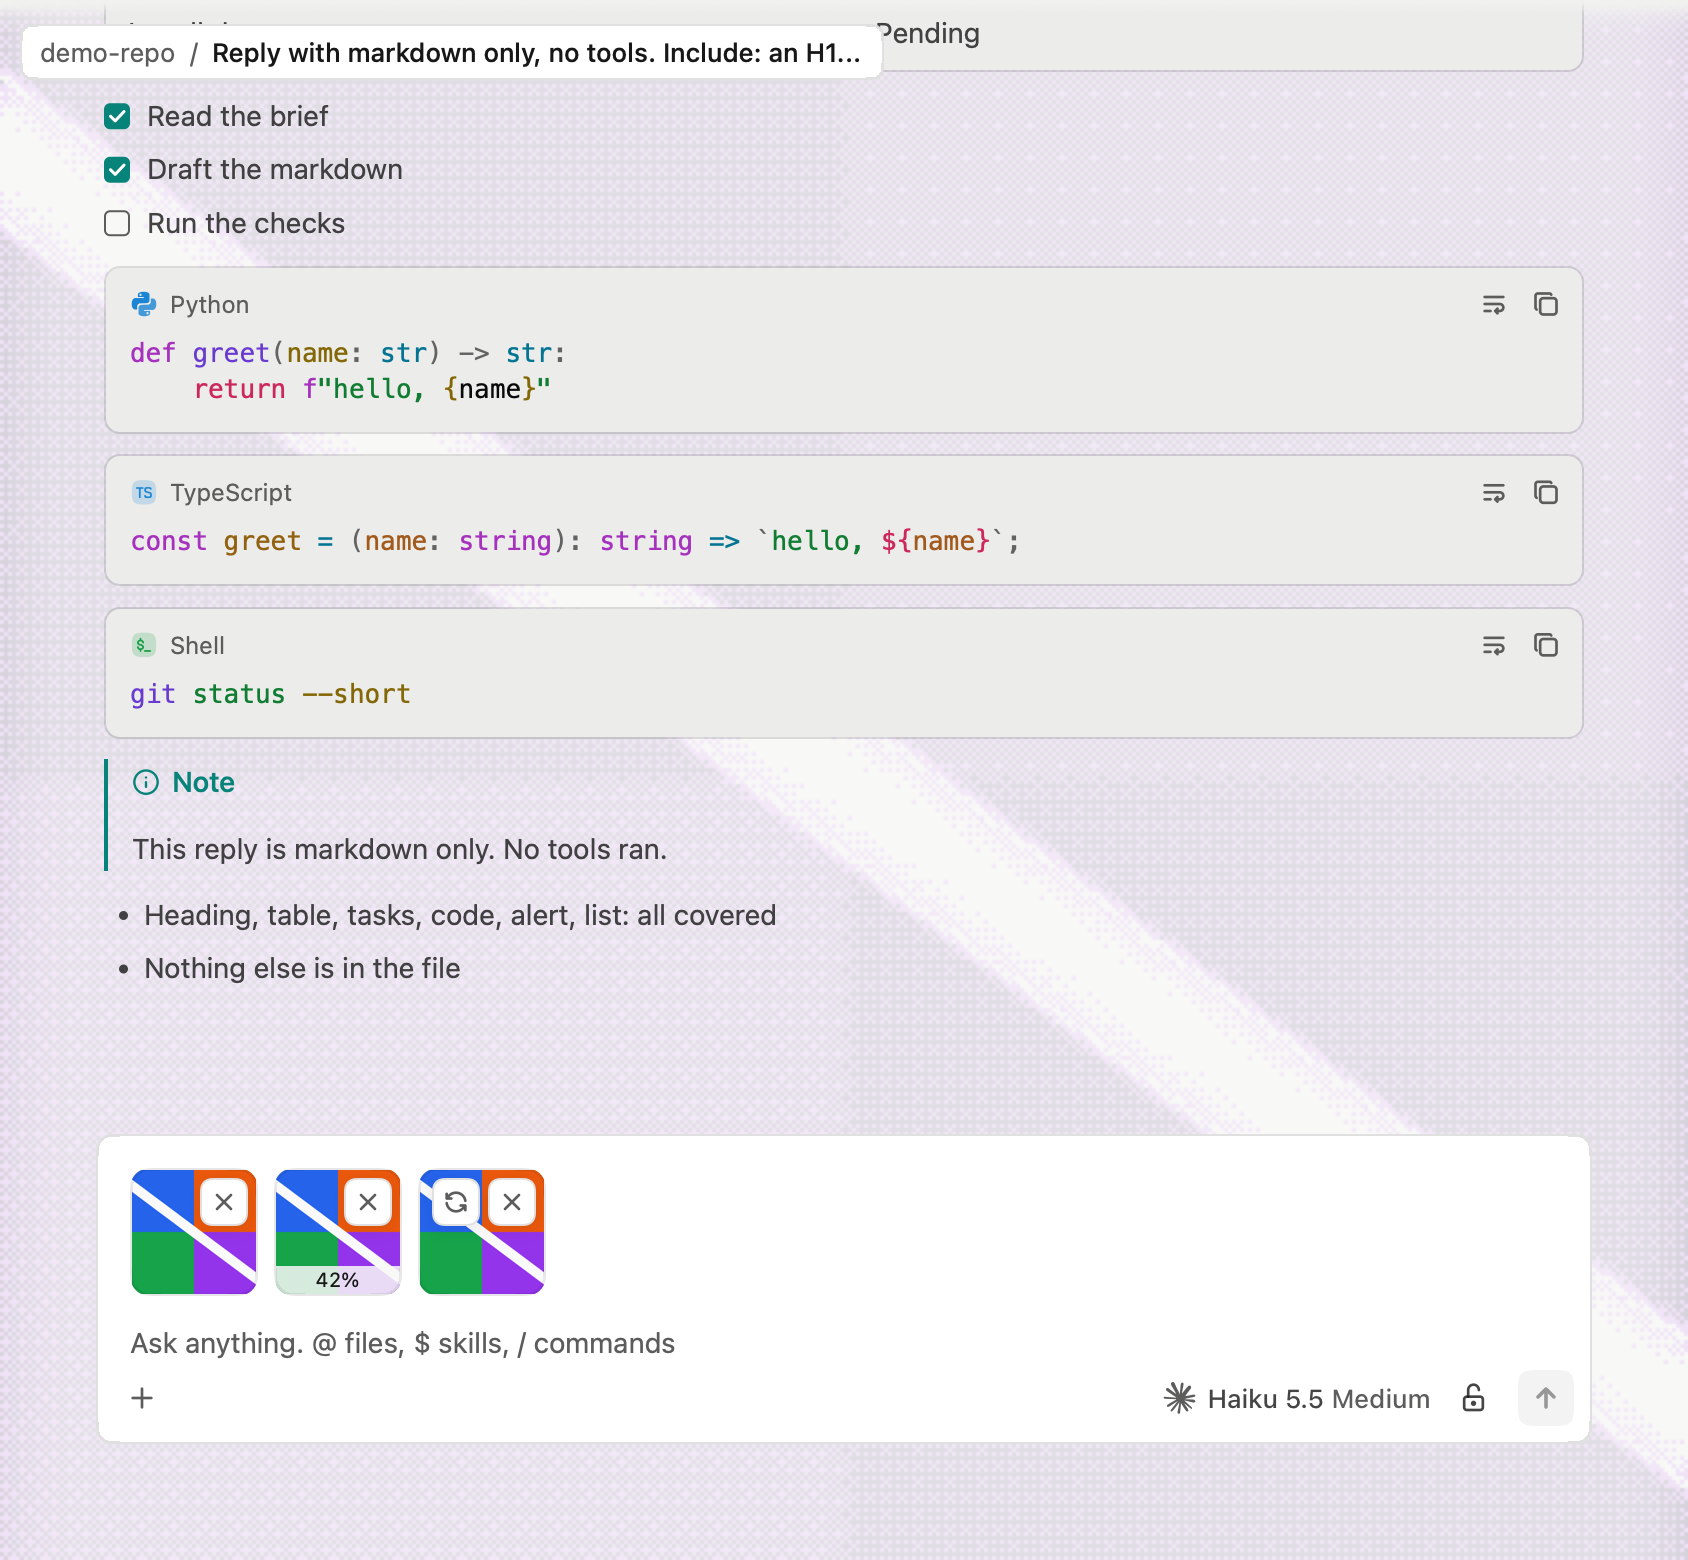 Pending
demo-repo / Reply with markdown only, no tools. Include: an H1...
Read the brief
Draft the markdown
Run the checks
Python
def greet(name: str) -> str:
    return f"hello, {name}"
TS TypeScript
const greet = (name: string): string => `hello, ${name}`;
$_ Shell
git status --short
Note
This reply is markdown only. No tools ran.
• Heading, table, tasks, code, alert, list: all covered
• Nothing else is in the file
42%
Ask anything. @ files, $ skills, / commands
Haiku 5.5 Medium